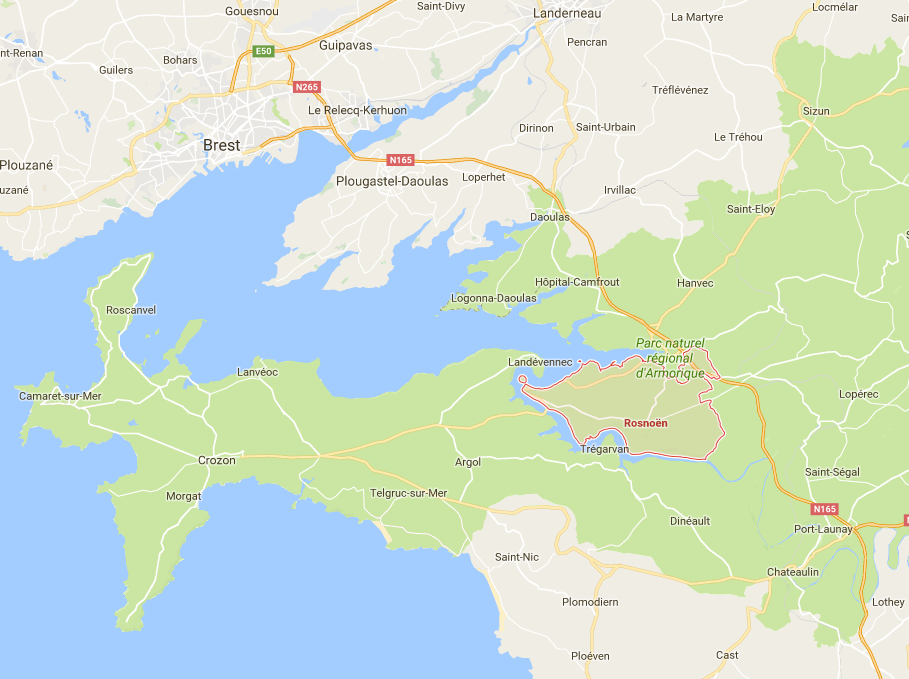 Saint-Divy
Gouesnou
Landerneau
Locmélar
La Martyre
Guipavas
Pencran
nt-Renan
E50
Bohars
Guilers
N265
Tréflévénez
Le Relecq-Kerhuon
Sizun
Dirinon
Saint-Urbain
Le Tréhou
Brest
N165
Plouzané
Loperhet
Plougastel-Daoulas
uzané
Irvillac
Saint-Eloy
Daoulas
Hôpital-Camfrout
Hanvec
Logonna-Daoulas
Roscanvel
Parc naturel
régional
d'Armorique
Landévennec
Lanvéoc
Camaret-sur-Mer
Lopérec
Rosnoën
Trégarvan
Crozon
Argol
Saint-Ségal
Morgat
Telgruc-sur-Mer
N165
Dinéault
Port-Launay
Saint-Nic
Chateaulin
Plomodiern
Lothey
Ploéven
Cast